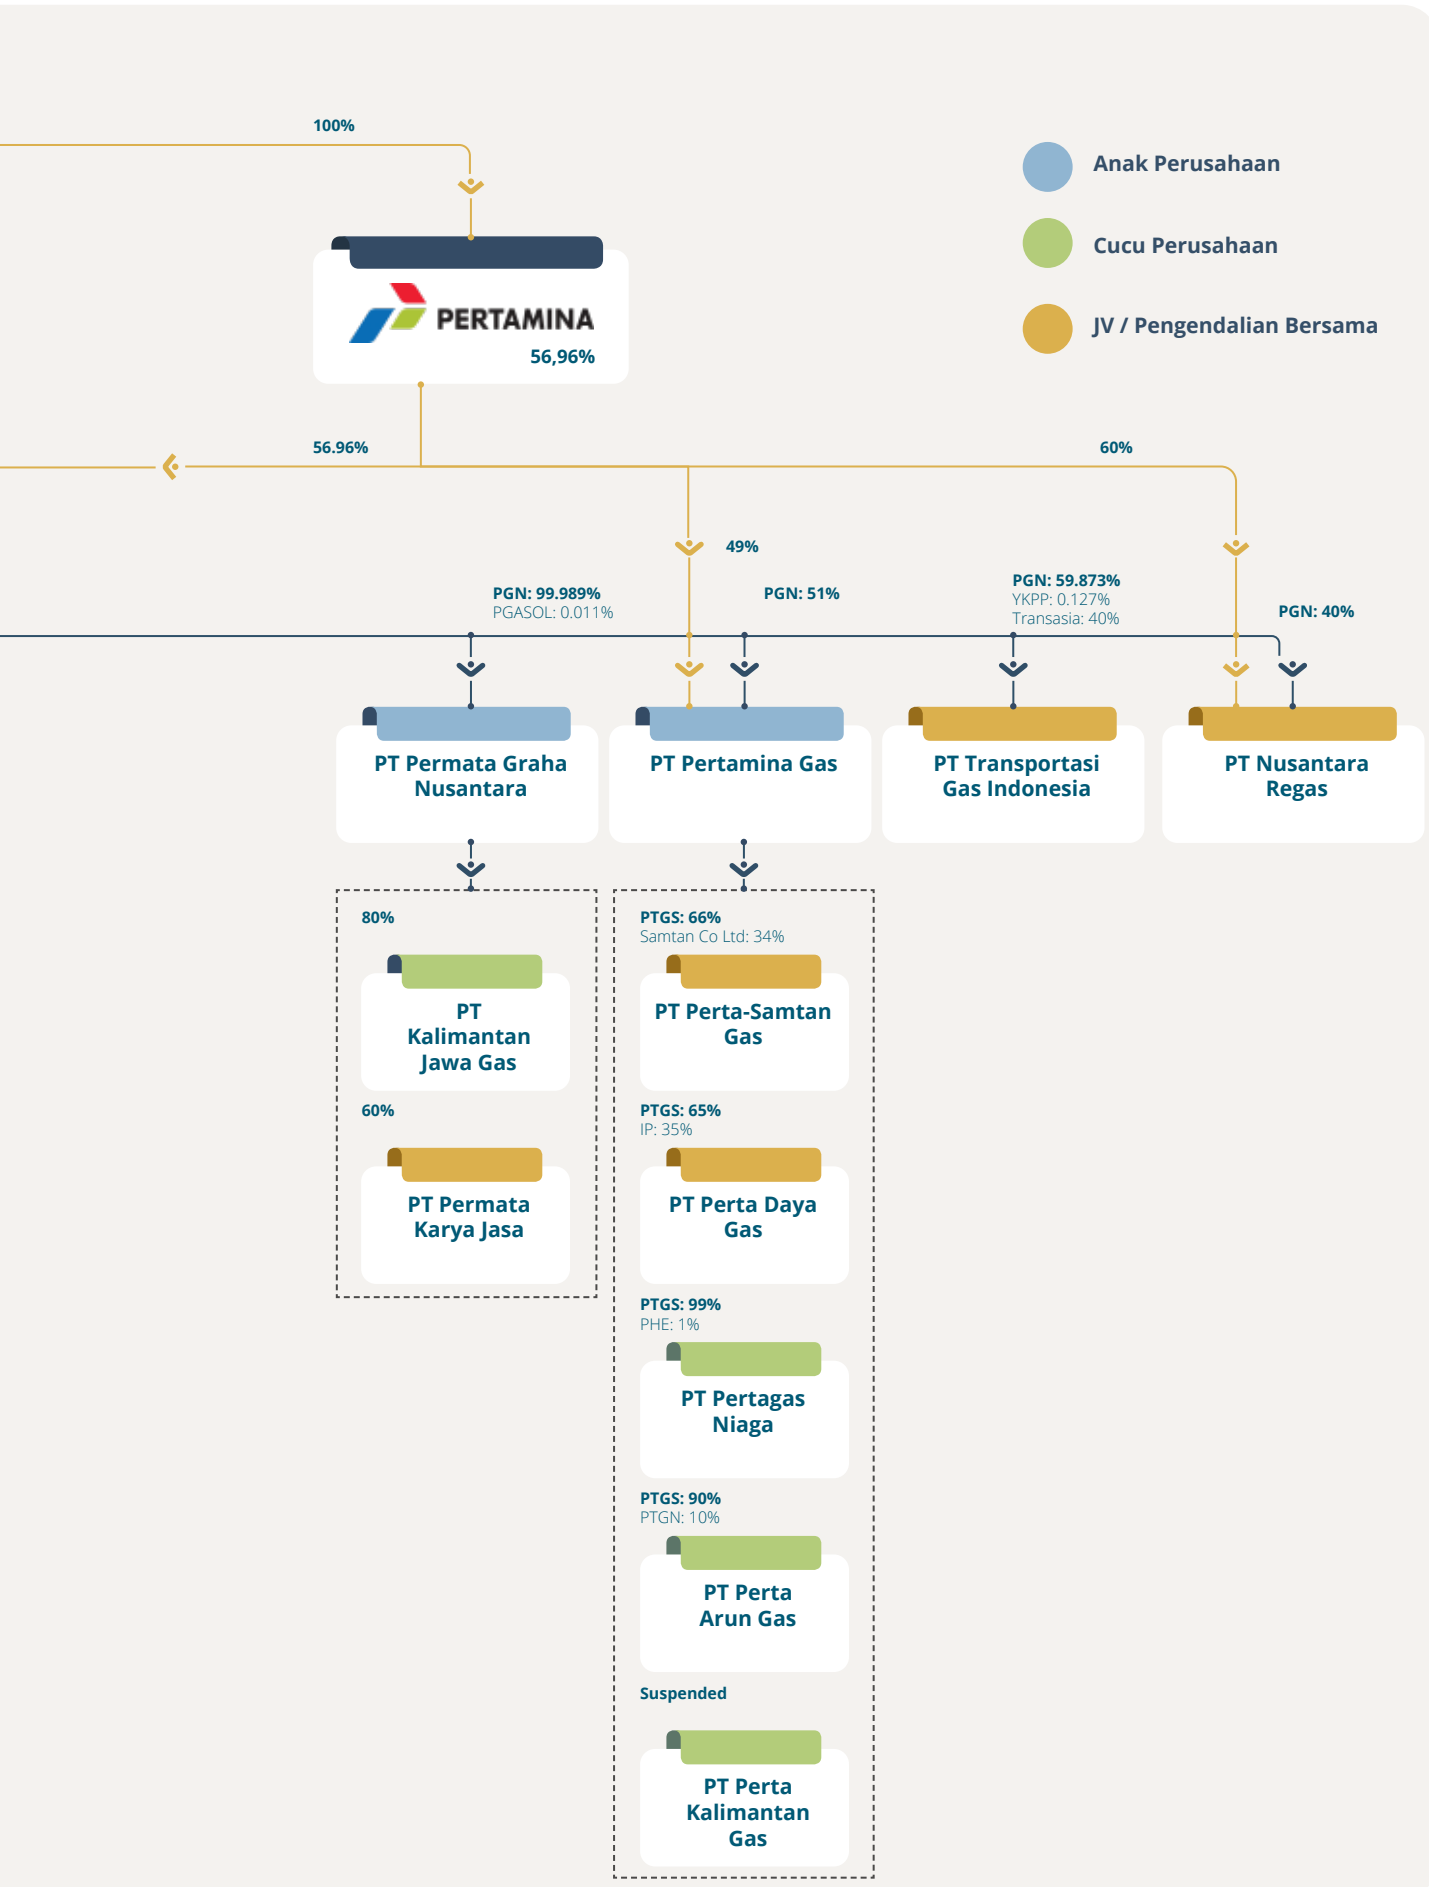 100%
Anak Perusahaan
Cucu Perusahaan
JV / Pengendalian Bersama
PERTAMINA
56,96%
56.96%
60%
49%
PGN: 99.989%
PGASOL: 0.011%
PGN: 51%
PGN: 59.873%
YKPP: 0.127%
Transasia: 40%
PGN: 40%
PT Permata Graha
Nusantara
PT Pertamina Gas
PT Transportasi
Gas Indonesia
PT Nusantara
Regas
80%
PT
Kalimantan
Jawa Gas
60%
PT Permata
Karya Jasa
PTGS: 66%
Samtan Co Ltd: 34%
PT Perta-Samtan
Gas
PTGS: 65%
IP: 35%
PT Perta Daya
Gas
PTGS: 99%
PHE: 1%
PT Pertagas
Niaga
PTGS: 90%
PTGN: 10%
PT Perta
Arun Gas
Suspended
PT Perta
Kalimantan
Gas